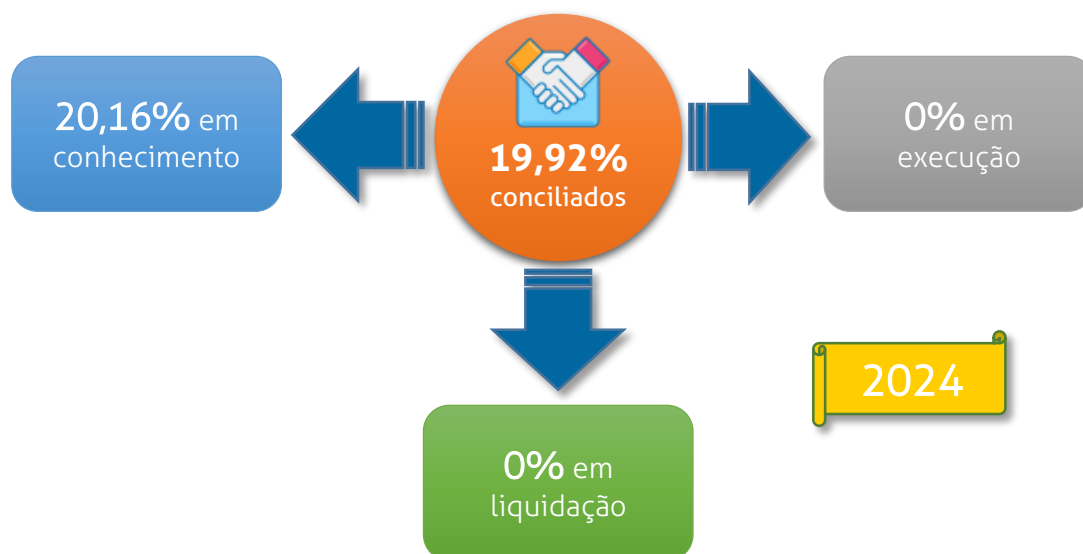 20,16% em
conhecimento
19,92%
conciliados
0% em
execução
0% em
liquidação
2024